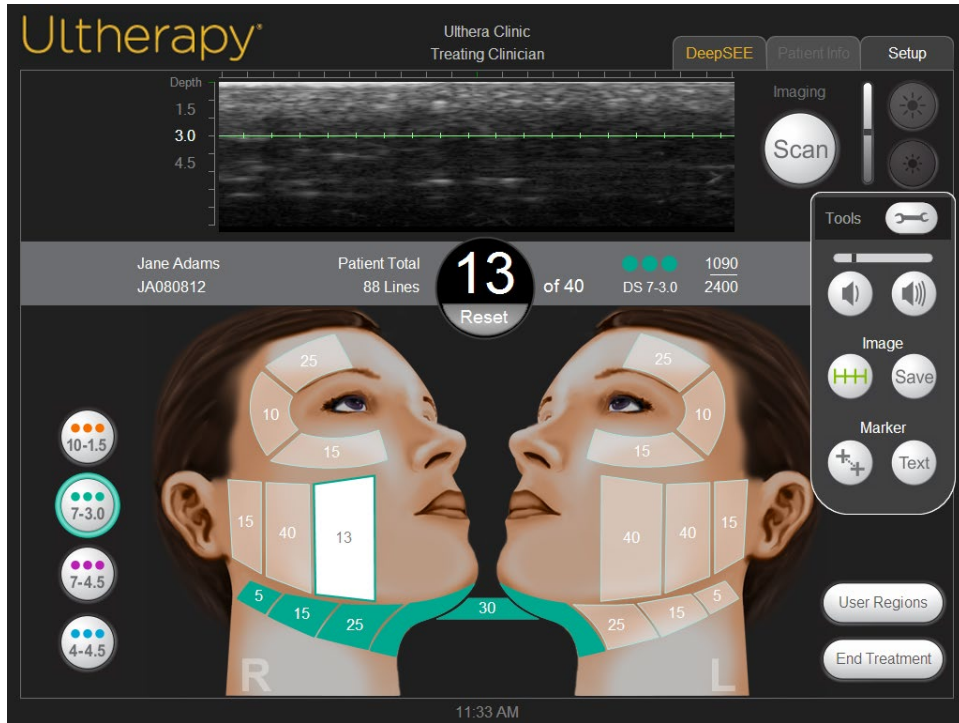 Ultherapy
Ulthera Clinic
Treating Clinician
DeepSEE
Patient Info
Setup
Depth
1.5
3.0
4.5
Imaging
Scan
Tools
Jane Adams
JA080812
Patient Total
88 Lines
13
Reset
of 40
DS 7-3.0
1090
2400
Image
Save
Marker
Text
10-1.5
7-3.0
7-4.5
4-4.5
25
10
15
15
40
13
5
15
25
30
25
10
15
40
40
15
25
15
5
R
L
User Regions
End Treatment
11:33 AM